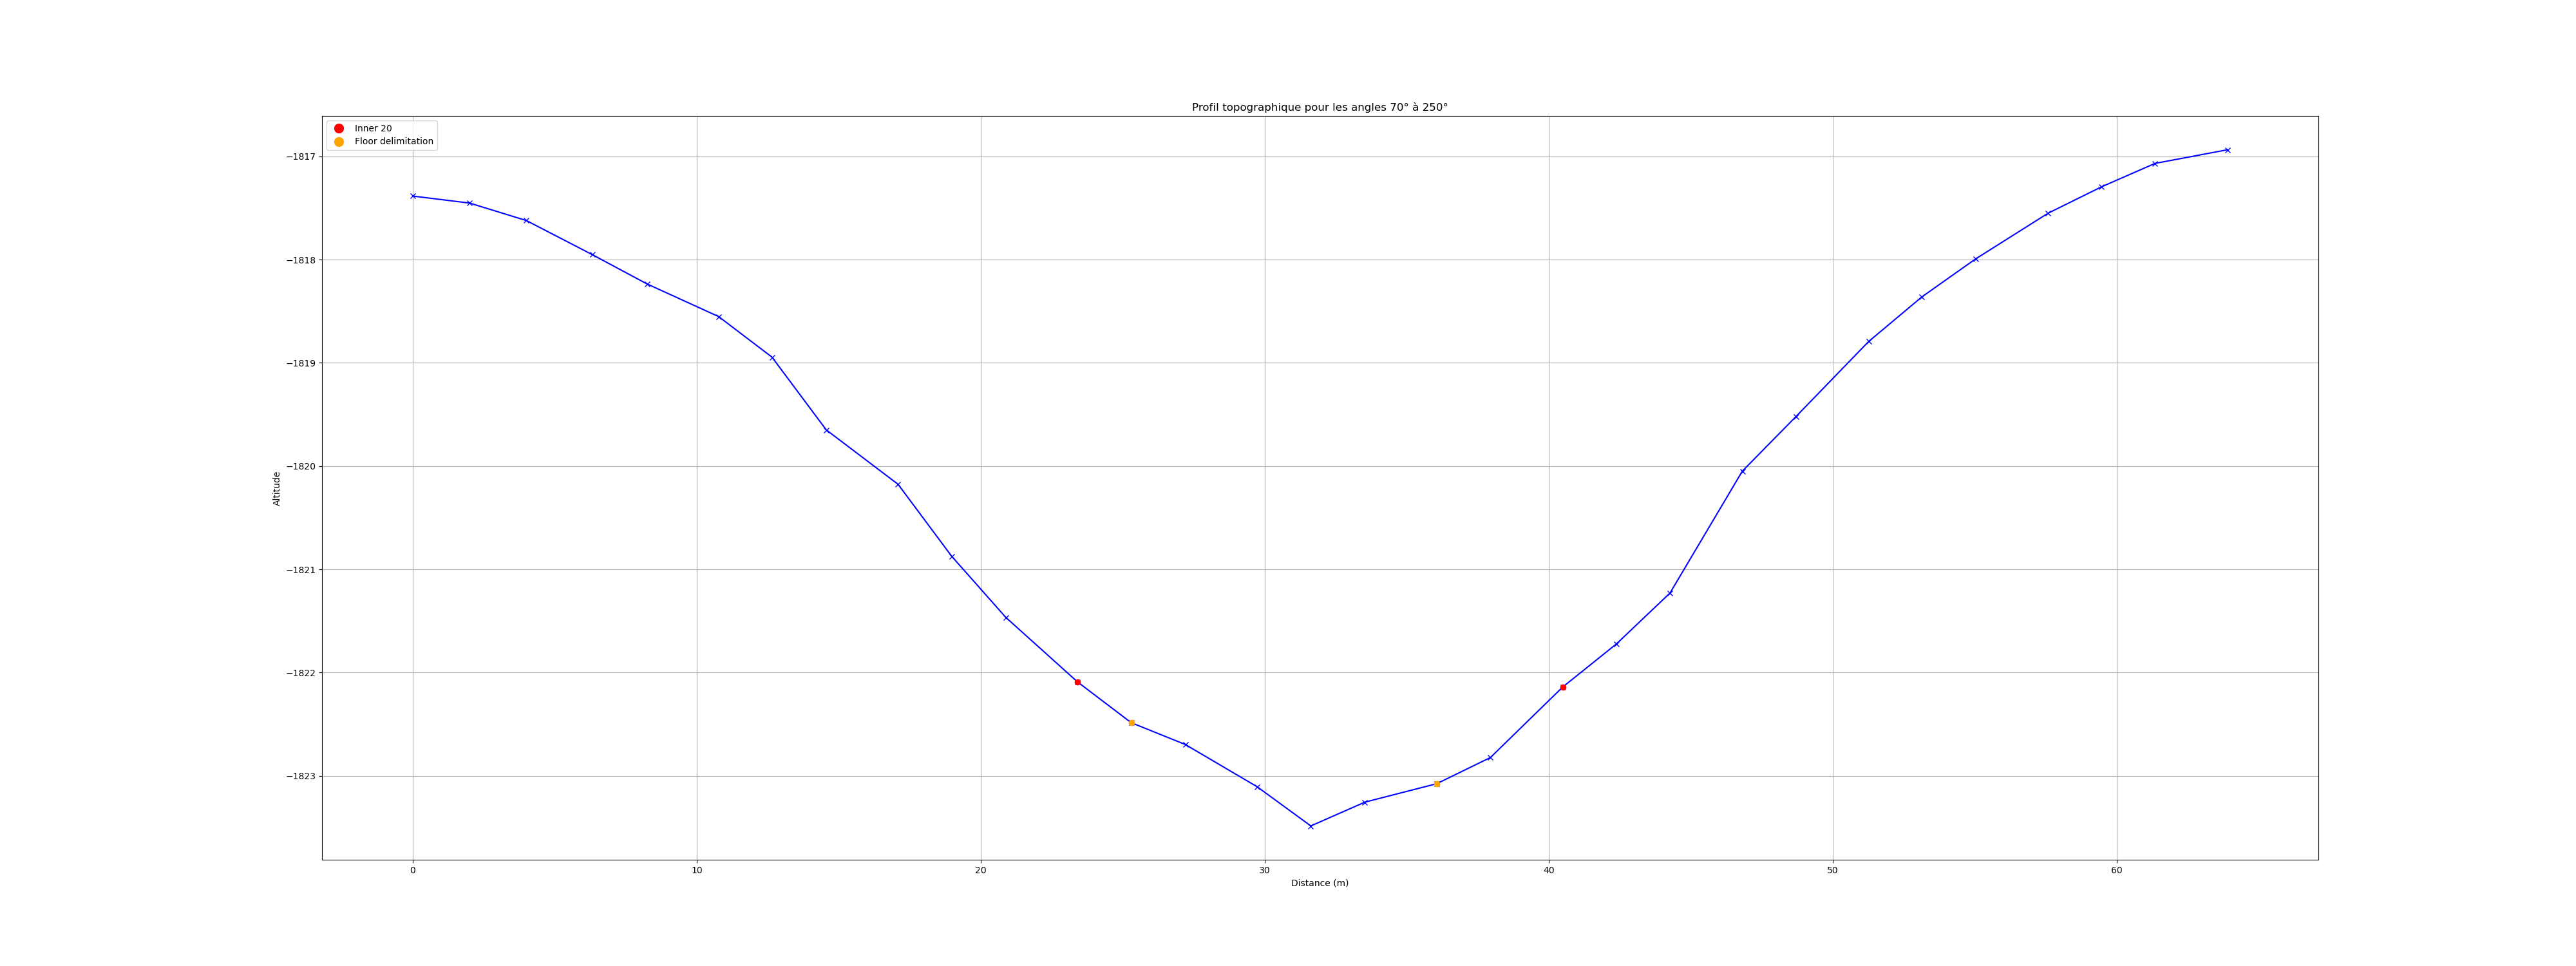 Profil topographique pour les angles 70° à 250°
Inner 20
Floor delimitation
−1817
−1818
−1819
−1820
−1821
−1822
−1823
Altitude
0 10 20 30 40 50 60
Distance (m)